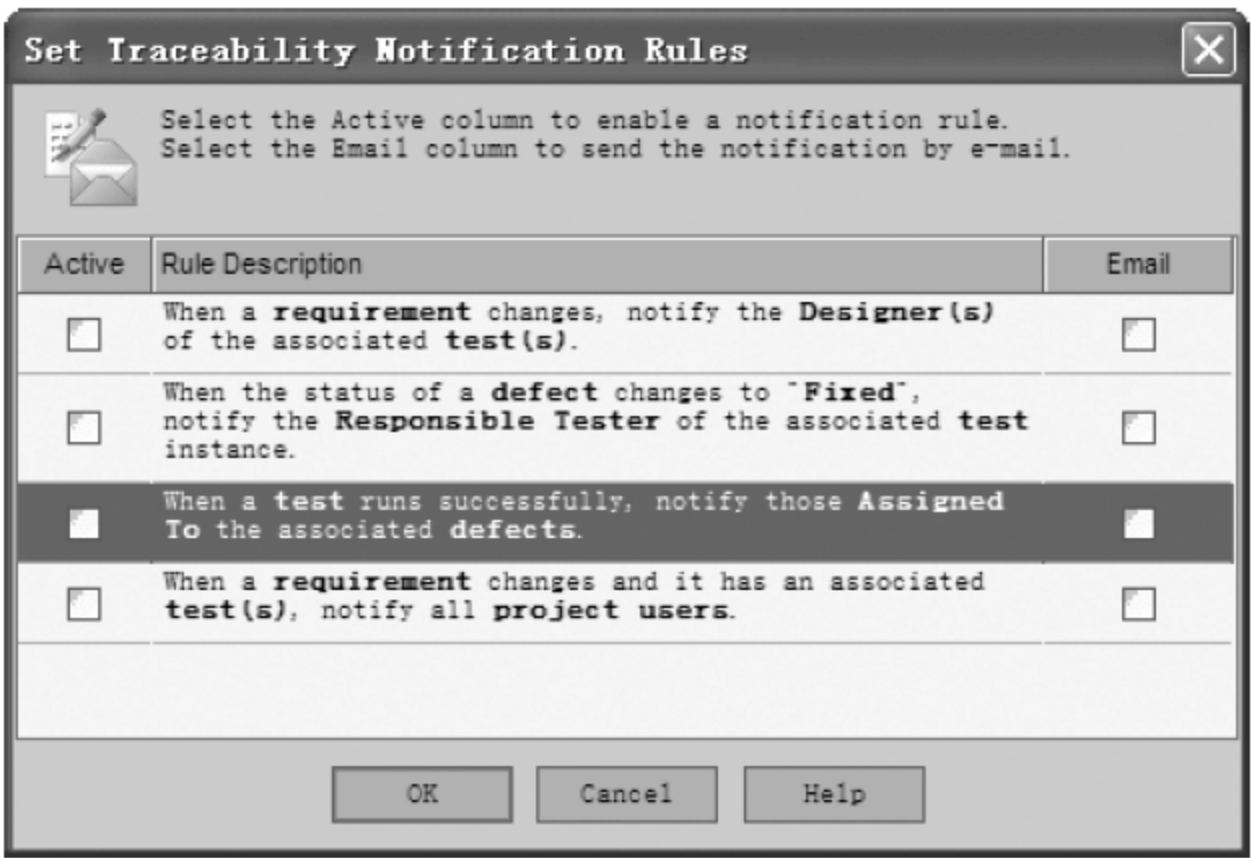 Set Traceability Notification Rules
Select the Active column to enable a notification rule.
Select the Email column to send the notification by e-mail.
Active Rule Description Email
When a requirement changes, notify the Designer(s)
of the associated test(s).
When the status of a defect changes to "Fixed",
notify the Responsible Tester of the associated test
instance.
When a test runs successfully, notify those Assigned
To the associated defects.
When a requirement changes and it has an associated
test(s), notify all project users.
OK Cancel Help